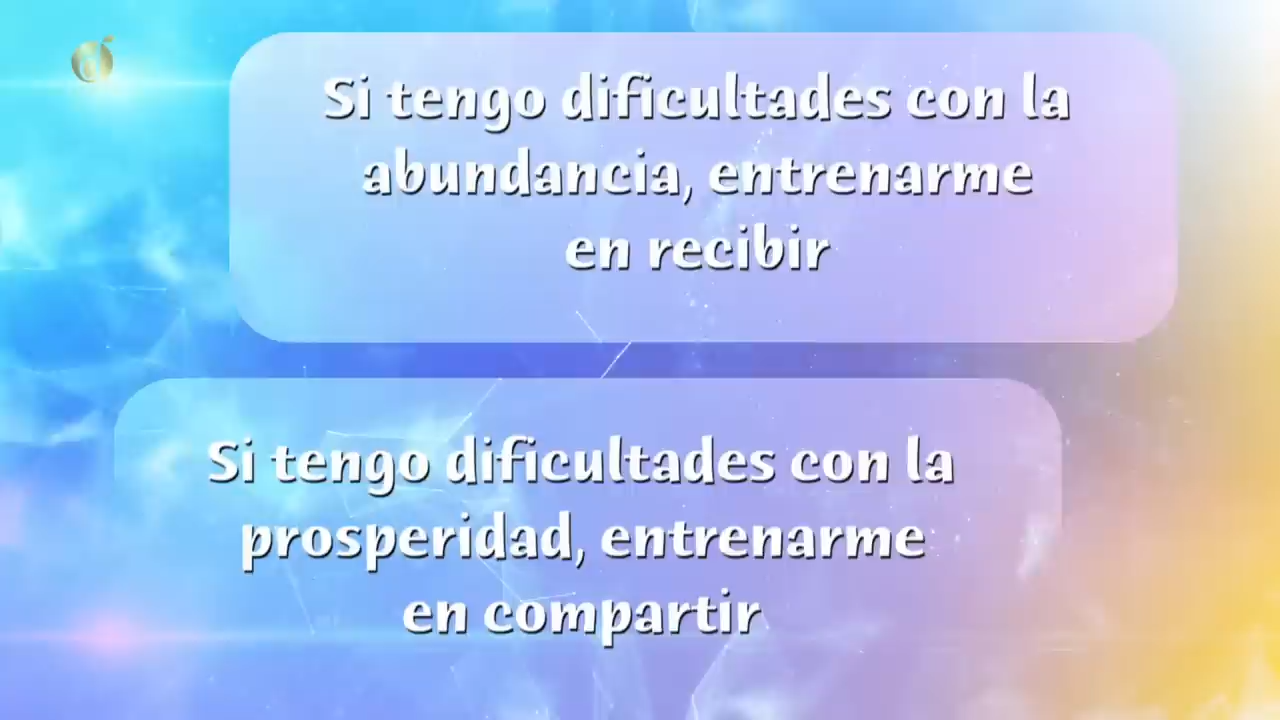 Si tengo dificultades con la
abundancia, entrenarme
en recibir
Si tengo dificultades con la
prosperidad, entrenarme
en compartir